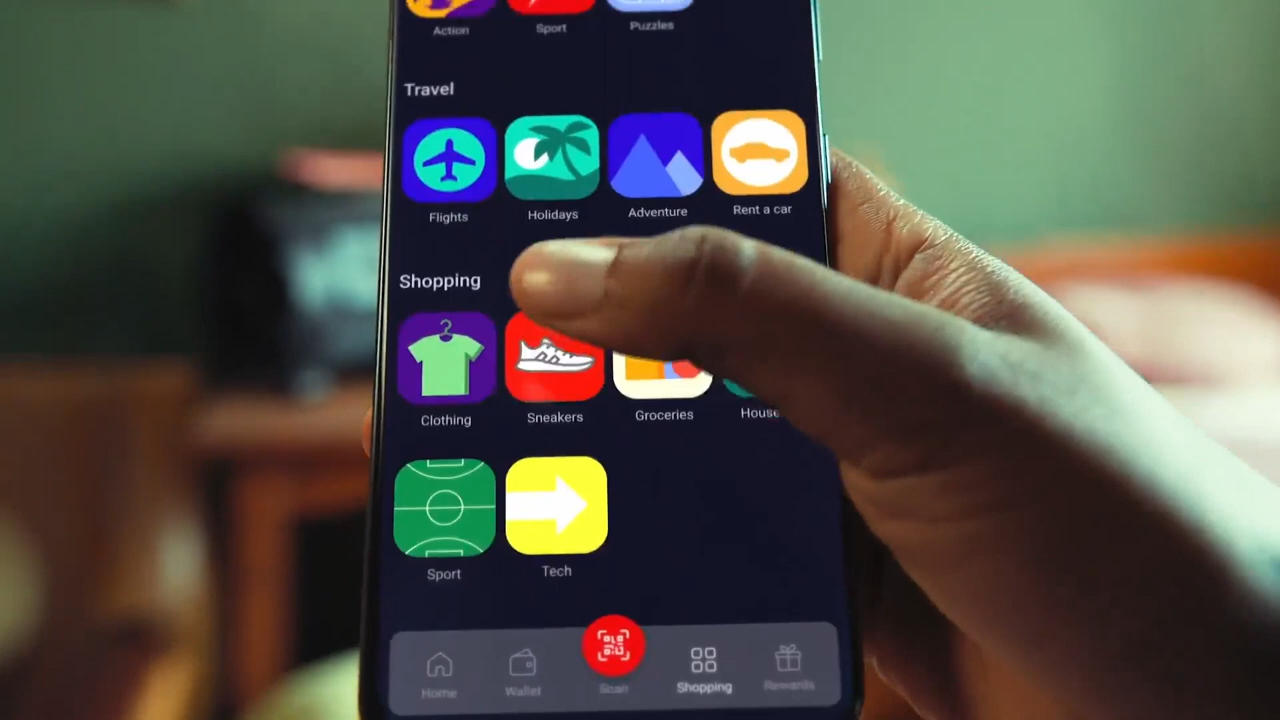 Action Sport Puzzles
Travel
Flights Holidays Adventure Rent a car
Shopping
Clothing Sneakers Groceries House
Sport Tech
Home Wallet Scan Shopping Rewards